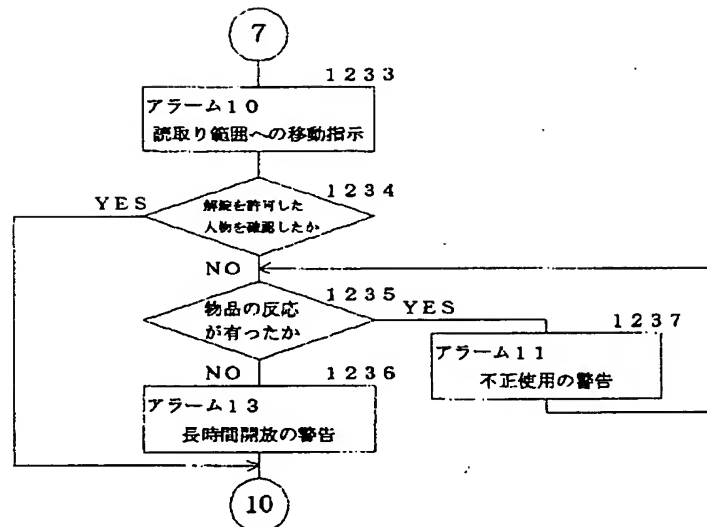 7
1233
アラーム10
読取り範囲への移動指示
1234
YES
解錠を許可した
人物を確認したか
NO
1235
物品の反応
が有ったか
YES
1237
アラーム11
不正使用の警告
NO
1236
アラーム13
長時間開放の警告
10